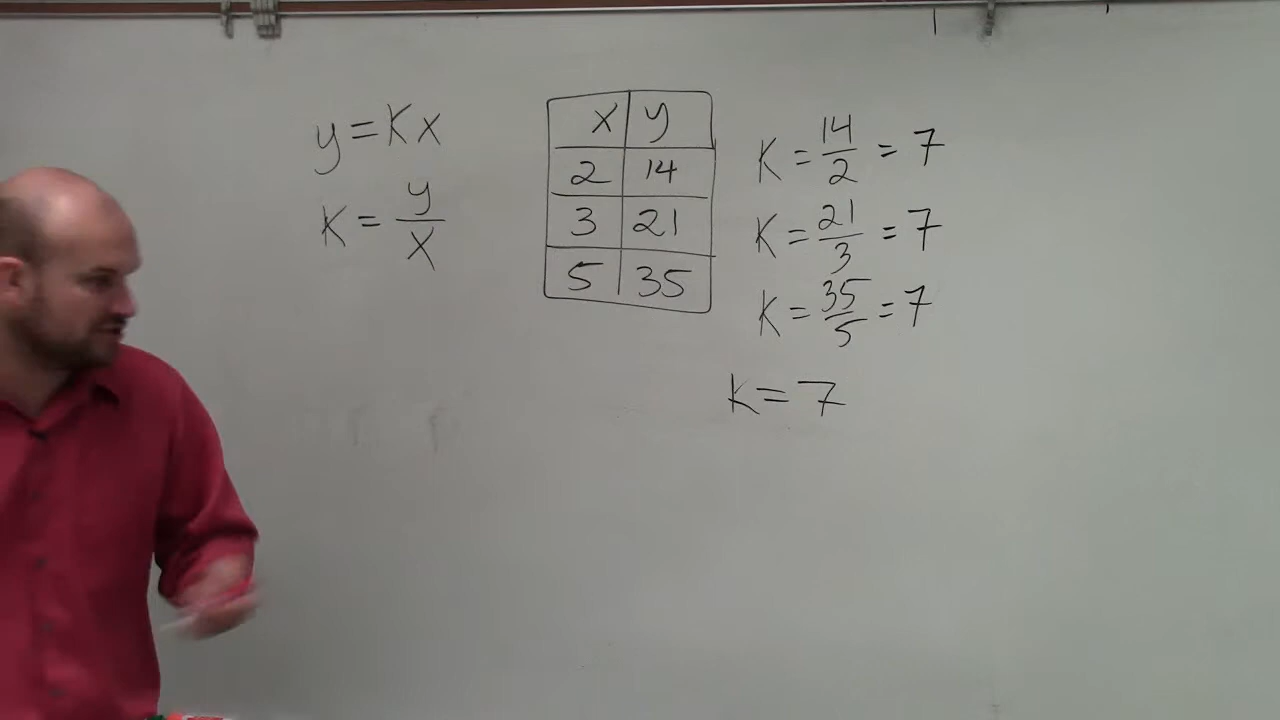 y = Kx
K = y/x
x y
2 14
3 21
5 35
K = 14/2 = 7
K = 21/3 = 7
K = 35/5 = 7
K = 7